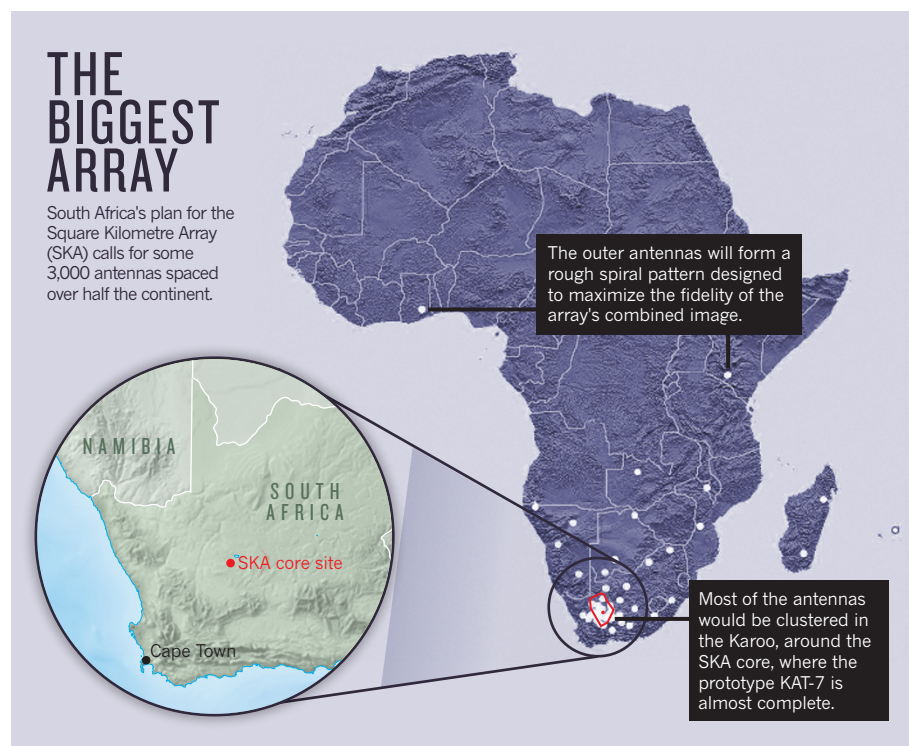 THE
BIGGEST
ARRAY
South Africa's plan for the
Square Kilometre Array
(SKA) calls for some
3,000 antennas spaced
over half the continent.
The outer antennas will form a
rough spiral pattern designed
to maximize the fidelity of the
array's combined image.
NAMIBIA
SOUTH
AFRICA
SKA core site
Cape Town
Most of the antennas
would be clustered in
the Karoo, around the
SKA core, where the
prototype KAT-7 is
almost complete.